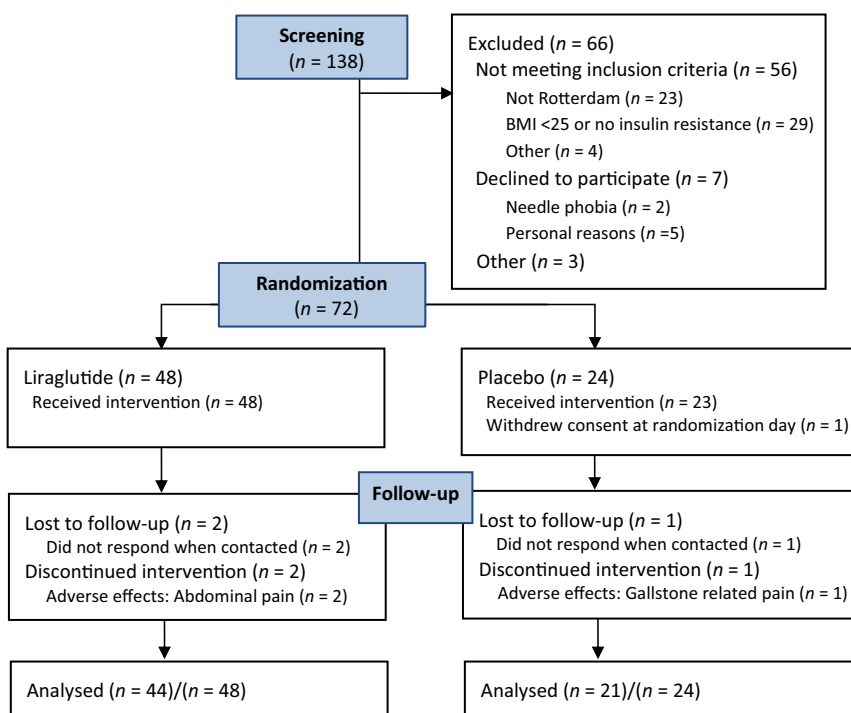 Screening
(n = 138)
Excluded (n = 66)
Not meeting inclusion criteria (n = 56)
Not Rotterdam (n = 23)
BMI <25 or no insulin resistance (n = 29)
Other (n = 4)
Declined to participate (n = 7)
Needle phobia (n = 2)
Personal reasons (n =5)
Other (n = 3)
Randomization
(n = 72)
Liraglutide (n = 48)
Received intervention (n = 48)
Placebo (n = 24)
Received intervention (n = 23)
Withdrew consent at randomization day (n = 1)
Follow-up
Lost to follow-up (n = 2)
Did not respond when contacted (n = 2)
Discontinued intervention (n = 2)
Adverse effects: Abdominal pain (n = 2)
Lost to follow-up (n = 1)
Did not respond when contacted (n = 1)
Discontinued intervention (n = 1)
Adverse effects: Gallstone related pain (n = 1)
Analysed (n = 44)/(n = 48)
Analysed (n = 21)/(n = 24)